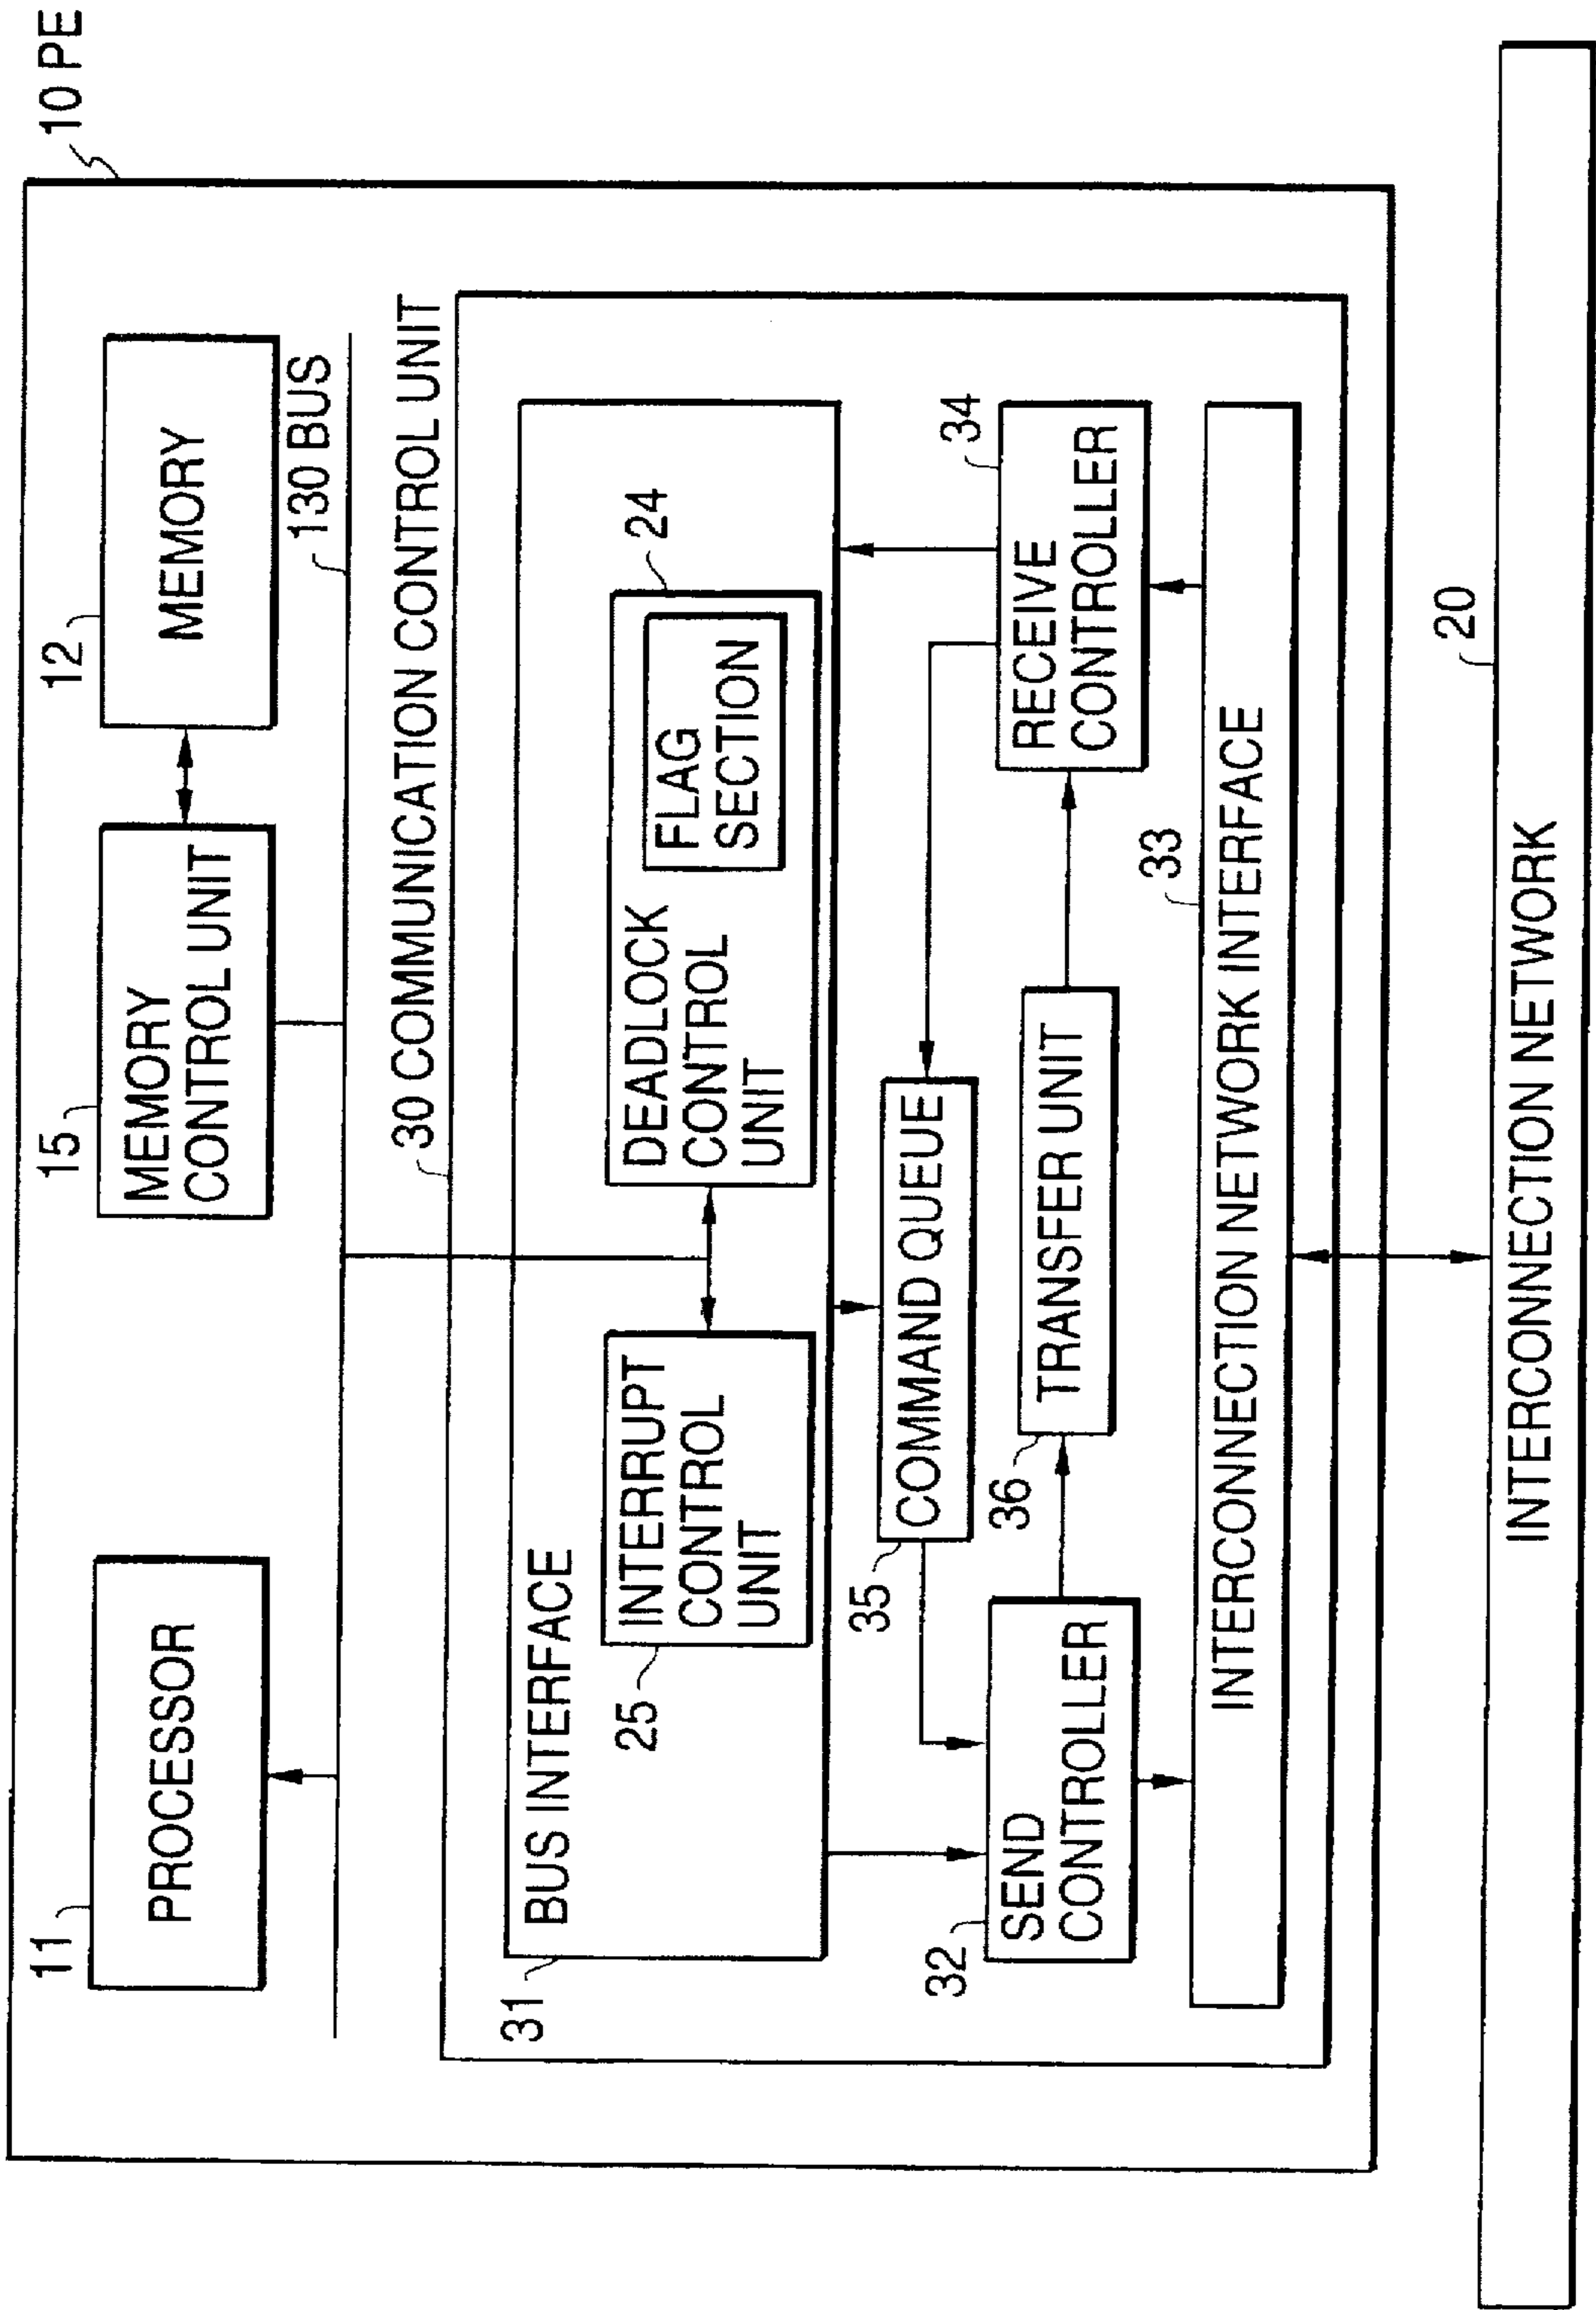 10 PE
11
PROCESSOR
15
MEMORY
CONTROL UNIT
12
MEMORY
130 BUS
30 COMMUNICATION CONTROL UNIT
31
BUS INTERFACE
25
INTERRUPT
CONTROL
UNIT
DEADLOCK
CONTROL
UNIT
24
FLAG
SECTION
35
COMMAND QUEUE
32
SEND
CONTROLLER
36
TRANSFER UNIT
34
RECEIVE
CONTROLLER
33
INTERCONNECTION NETWORK INTERFACE
20
INTERCONNECTION NETWORK